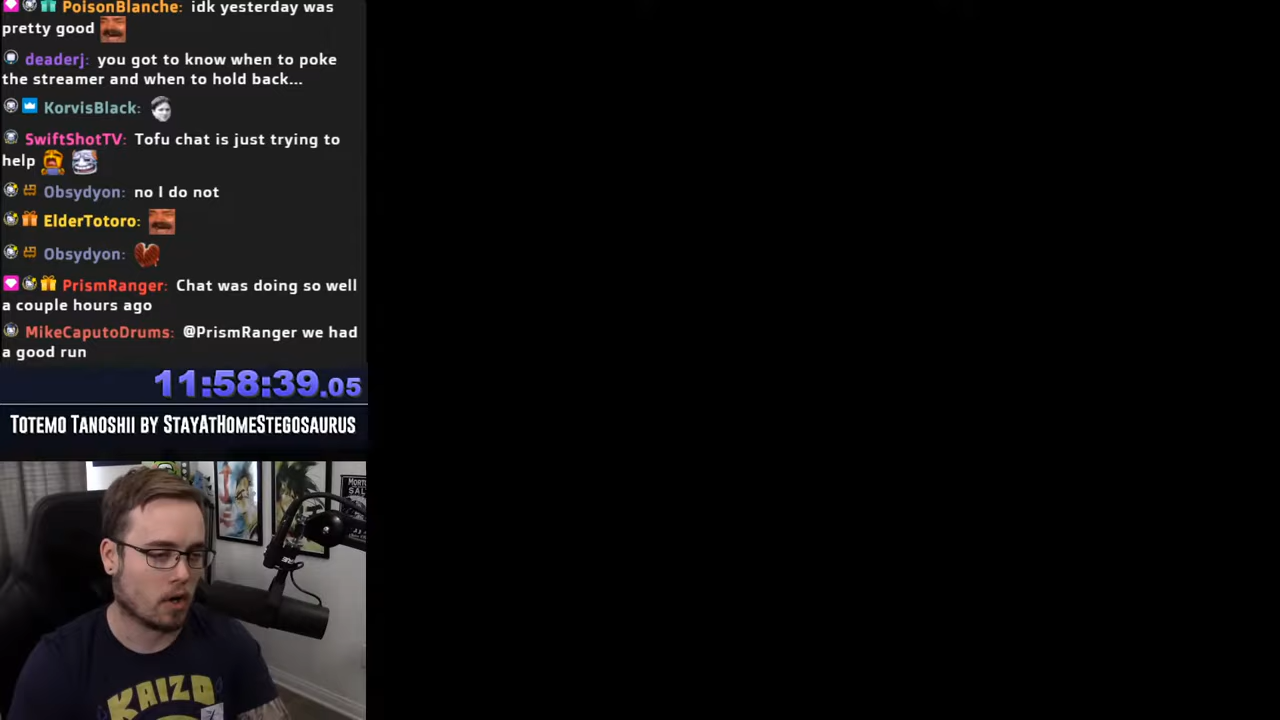 PoisonBlanche: idk yesterday was
pretty good
deaderj: you got to know when to poke
the streamer and when to hold back...
KorvisBlack:
SwiftShotTV: Tofu chat is just trying to
help
Obsydyon: no I do not
ElderTotoro:
Obsydyon:
PrismRanger: Chat was doing so well
a couple hours ago
MikeCaputoDrums: @PrismRanger we had
a good run
11:58:39.05
Totemo Tanoshii by StayAtHomeStegosaurus
KAIZO